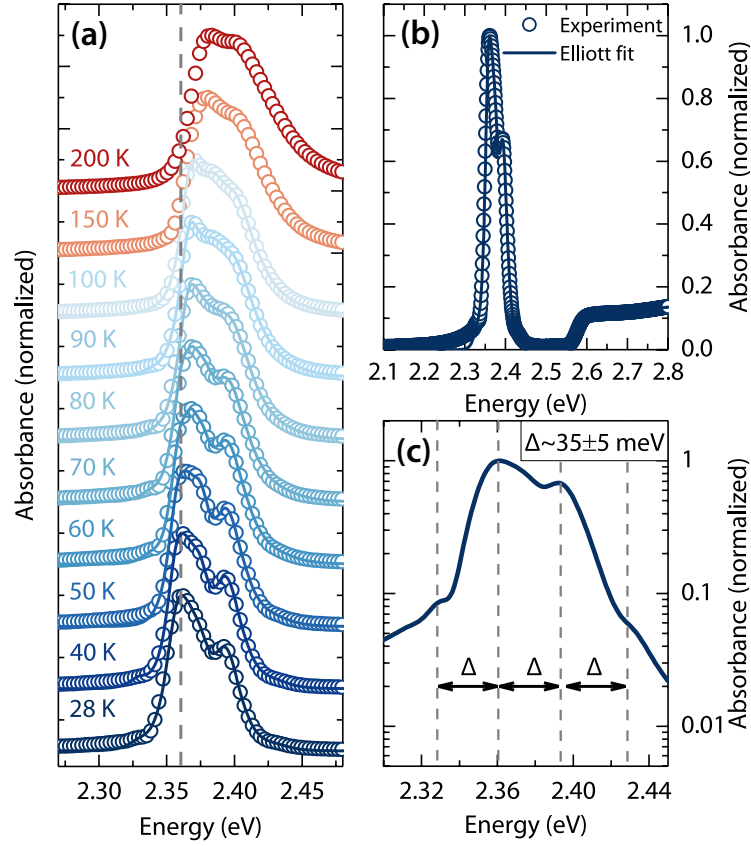 (a)
200 K
150 K
100 K
90 K
80 K
70 K
60 K
50 K
40 K
28 K
Absorbance (normalized)
2.30 2.35 2.40 2.45
Energy (eV)
(b)
Experiment
Elliott fit
1.0
0.8
0.6
0.4
0.2
0.0
Absorbance (normalized)
2.1 2.2 2.3 2.4 2.5 2.6 2.7 2.8
Energy (eV)
(c)
Δ~35±5 meV
1
0.1
0.01
Δ Δ Δ
Absorbance (normalized)
2.32 2.36 2.40 2.44
Energy (eV)